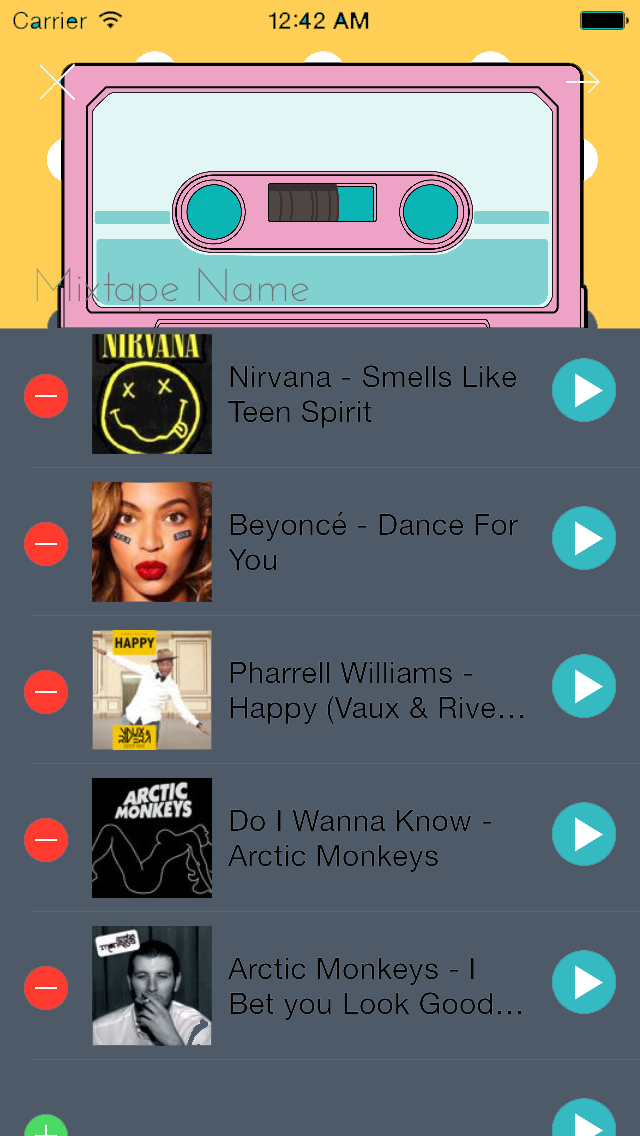 Carrier 12:42 AM
Mixtape Name
NIRVANA
Nirvana - Smells Like
Teen Spirit
Beyoncé - Dance For
You
HAPPY
Pharrell Williams -
Happy (Vaux & Rive...
ARCTIC
MONKEYS
Do I Wanna Know -
Arctic Monkeys
Arctic Monkeys - I
Bet you Look Good...